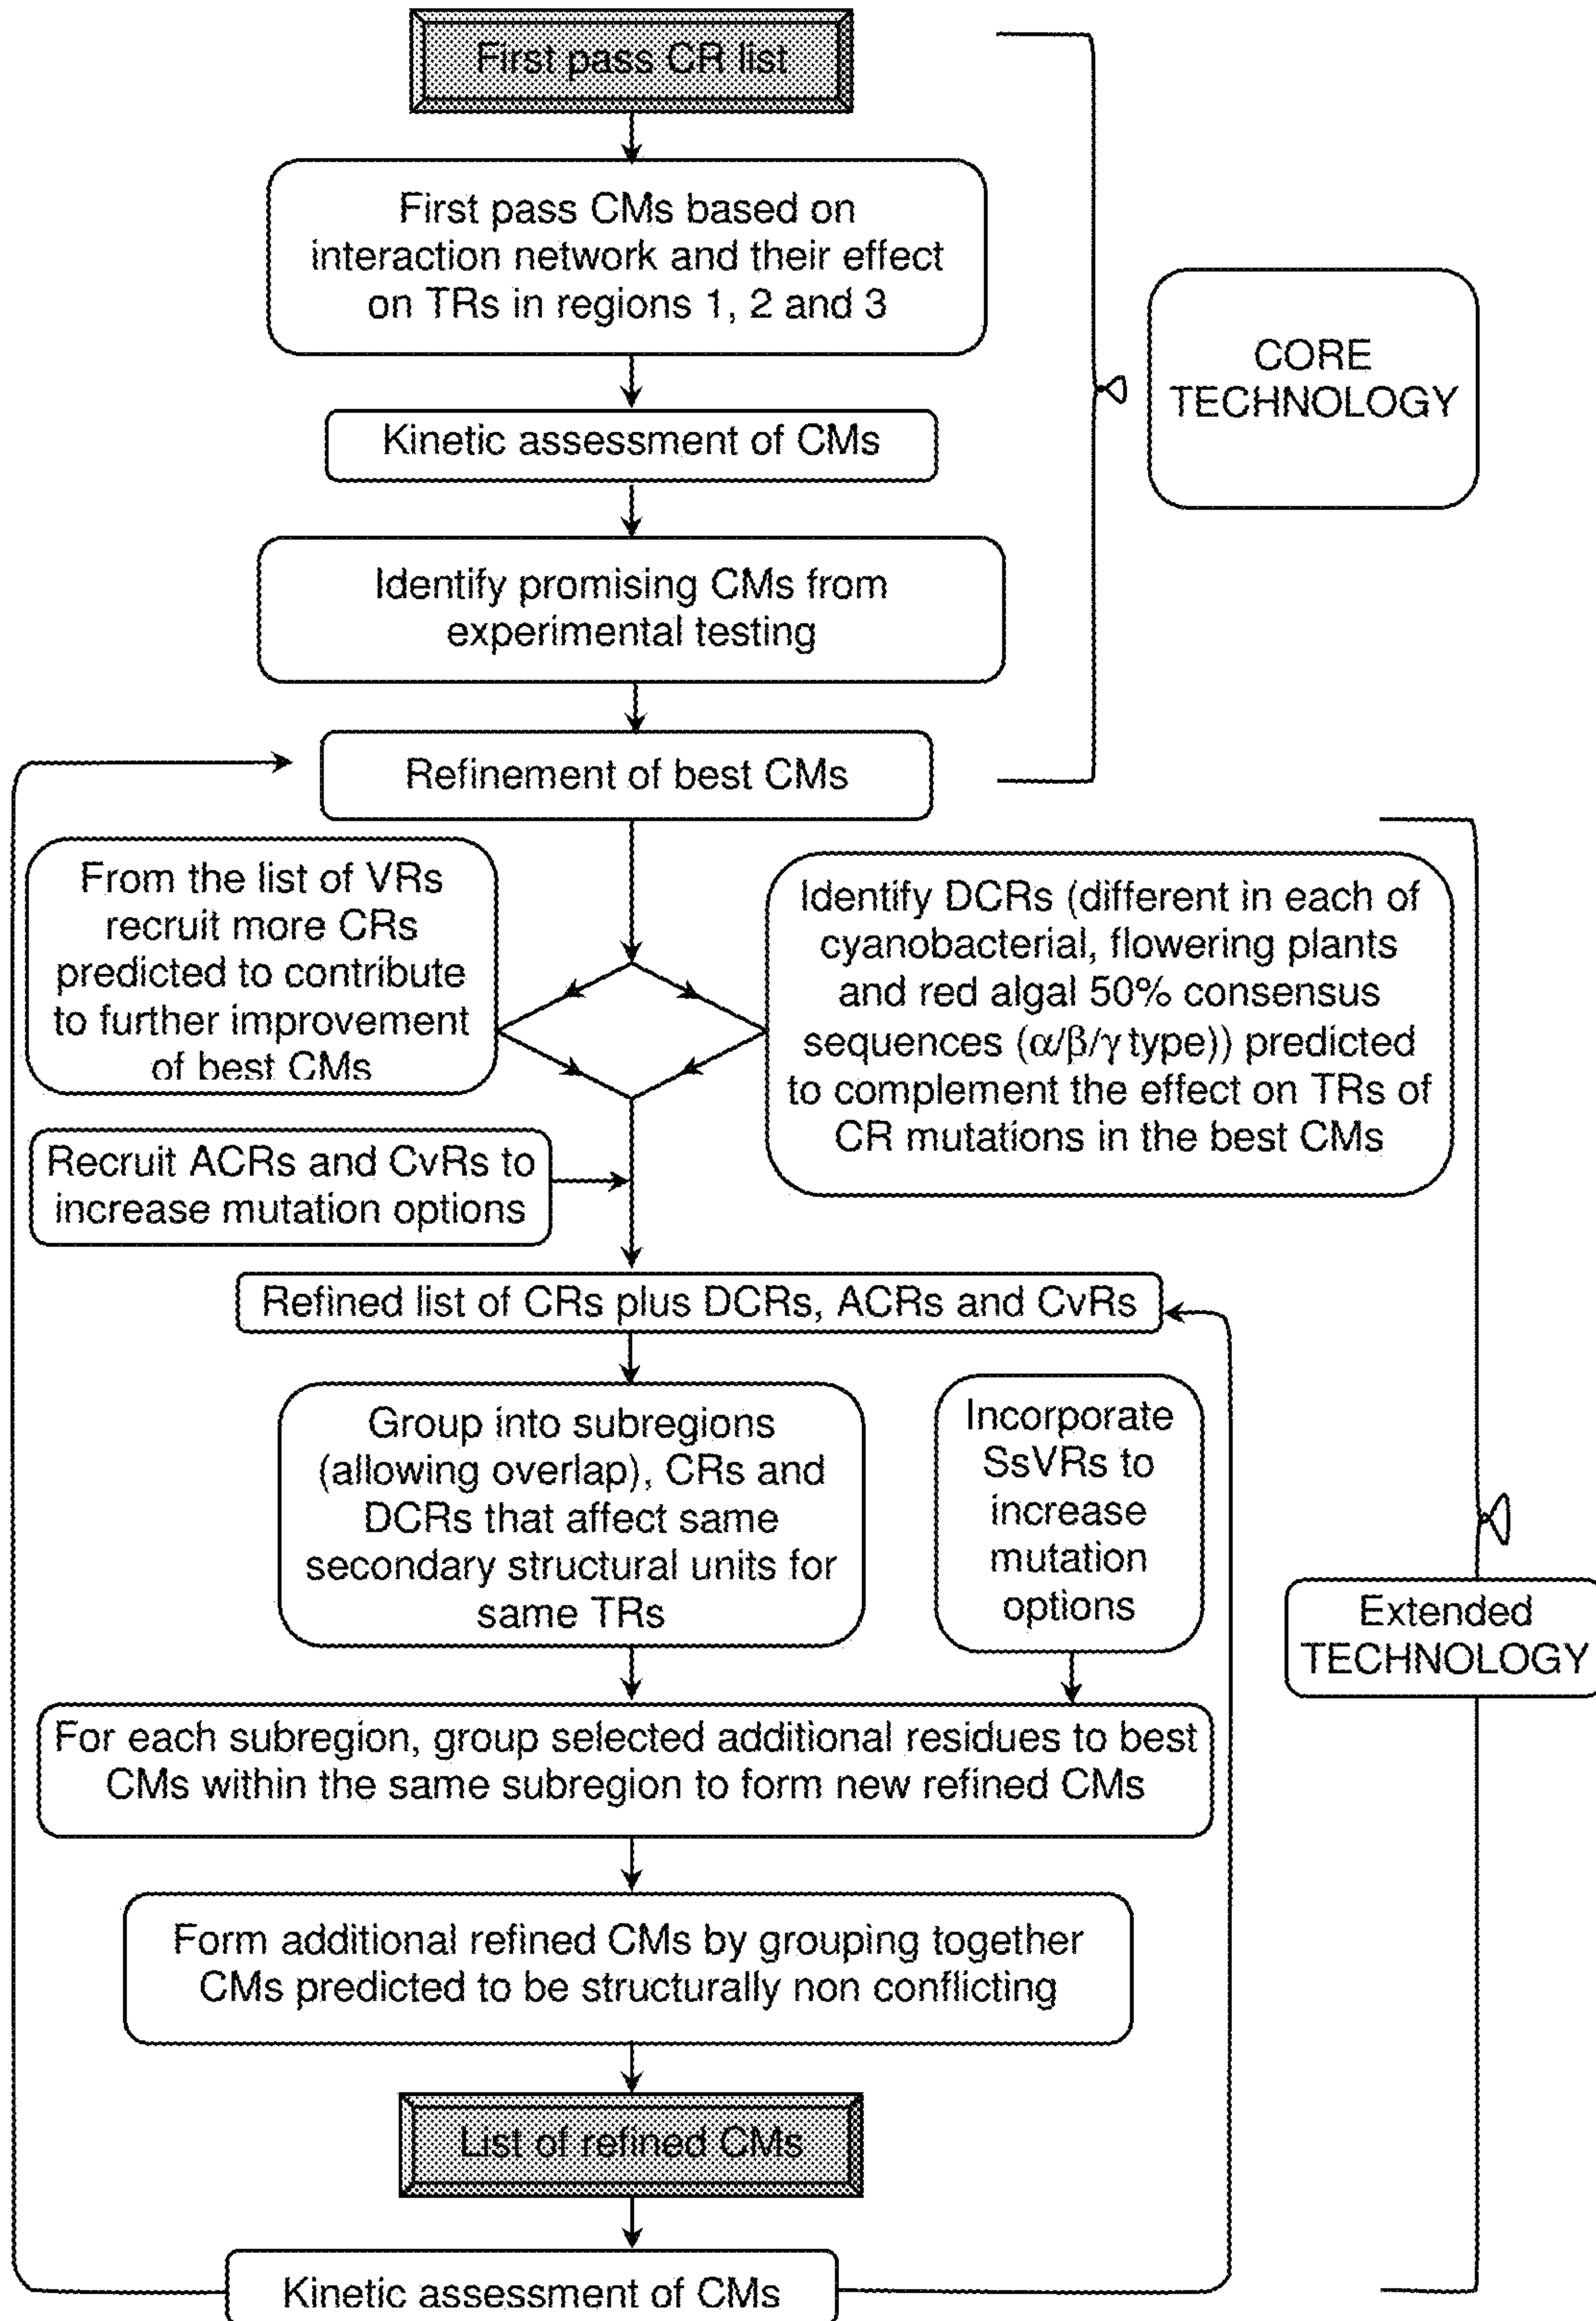 First pass CR list
First pass CMs based on
interaction network and their effect
on TRs in regions 1, 2 and 3
CORE
TECHNOLOGY
Kinetic assessment of CMs
Identify promising CMs from
experimental testing
Refinement of best CMs
From the list of VRs
recruit more CRs
predicted to contribute
to further improvement
of best CMs
Identify DCRs (different in each of
cyanobacterial, flowering plants
and red algal 50% consensus
sequences (α/β/γ type)) predicted
to complement the effect on TRs of
CR mutations in the best CMs
Recruit ACRs and CvRs to
increase mutation options
Refined list of CRs plus DCRs, ACRs and CvRs
Group into subregions
(allowing overlap), CRs and
DCRs that affect same
secondary structural units for
same TRs
Incorporate
SsVRs to
increase
mutation
options
Extended
TECHNOLOGY
For each subregion, group selected additional residues to best
CMs within the same subregion to form new refined CMs
Form additional refined CMs by grouping together
CMs predicted to be structurally non conflicting
List of refined CMs
Kinetic assessment of CMs